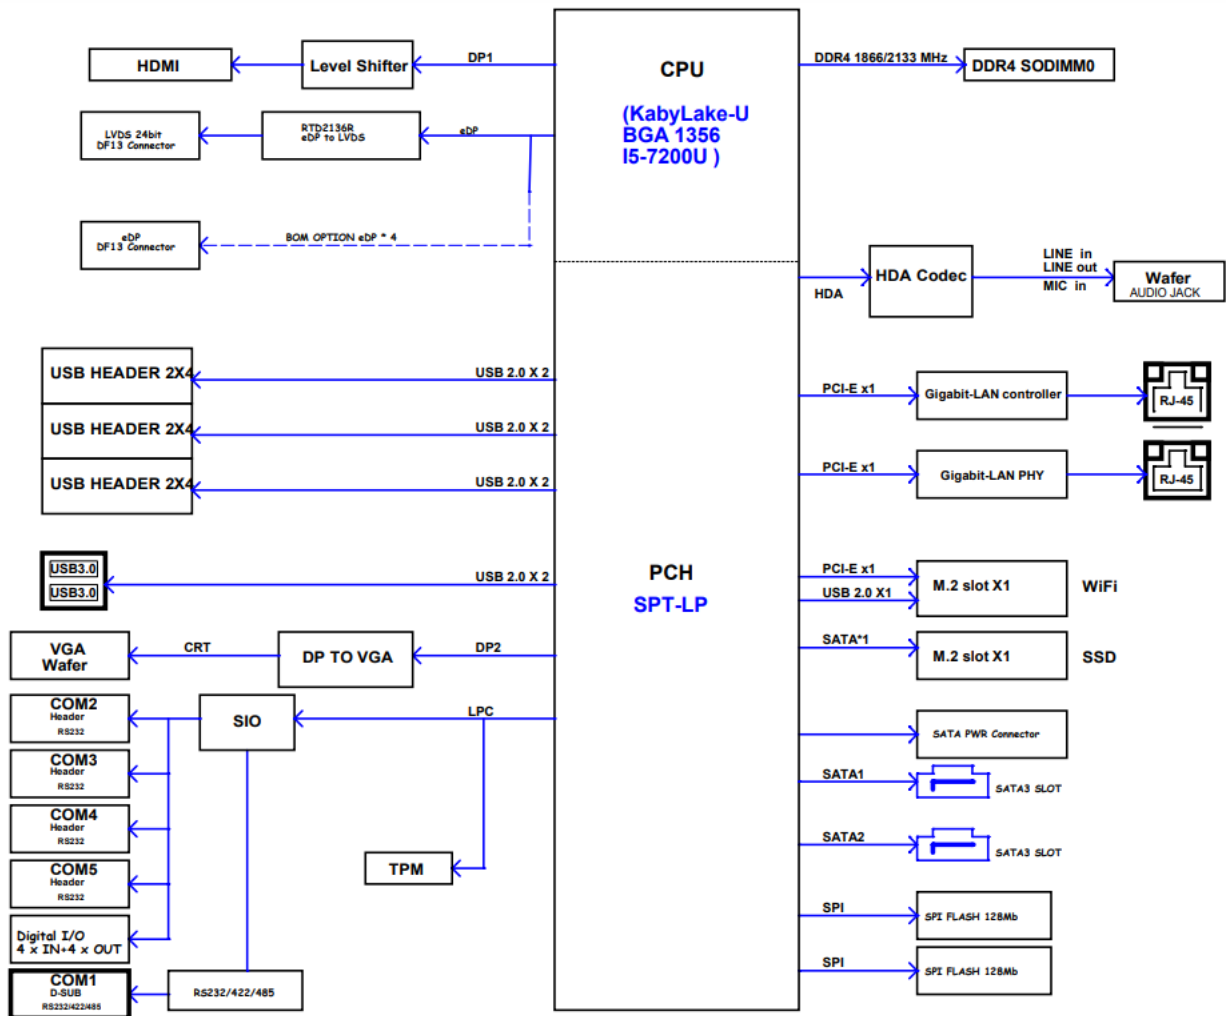 HDMI
Level Shifter
DP1
CPU
(KabyLake-U
BGA 1356
I5-7200U )
DDR4 1866/2133 MHz
DDR4 SODIMM0
LVDS 24bit
DF13 Connector
RTD2136R
eDP to LVDS
eDP
eDP
DF13 Connector
BOM OPTION eDP * 4
HDA
HDA Codec
LINE in
LINE out
MIC in
Wafer
AUDIO JACK
USB HEADER 2X4
USB 2.0 X 2
USB HEADER 2X4
USB 2.0 X 2
USB HEADER 2X4
USB 2.0 X 2
PCI-E x1
Gigabit-LAN controller
RJ-45
PCI-E x1
Gigabit-LAN PHY
RJ-45
USB3.0
USB3.0
USB 2.0 X 2
PCH
SPT-LP
PCI-E x1
USB 2.0 X1
M.2 slot X1
WiFi
SATA*1
M.2 slot X1
SSD
VGA
Wafer
CRT
DP TO VGA
DP2
COM2
Header
RS232
SIO
LPC
SATA PWR Connector
COM3
Header
RS232
SATA1
SATA3 SLOT
COM4
Header
RS232
SATA2
SATA3 SLOT
COM5
Header
RS232
TPM
Digital I/O
4 x IN+4 x OUT
SPI
SPI FLASH 128Mb
COM1
D-SUB
RS232/422/485
RS232/422/485
SPI
SPI FLASH 128Mb